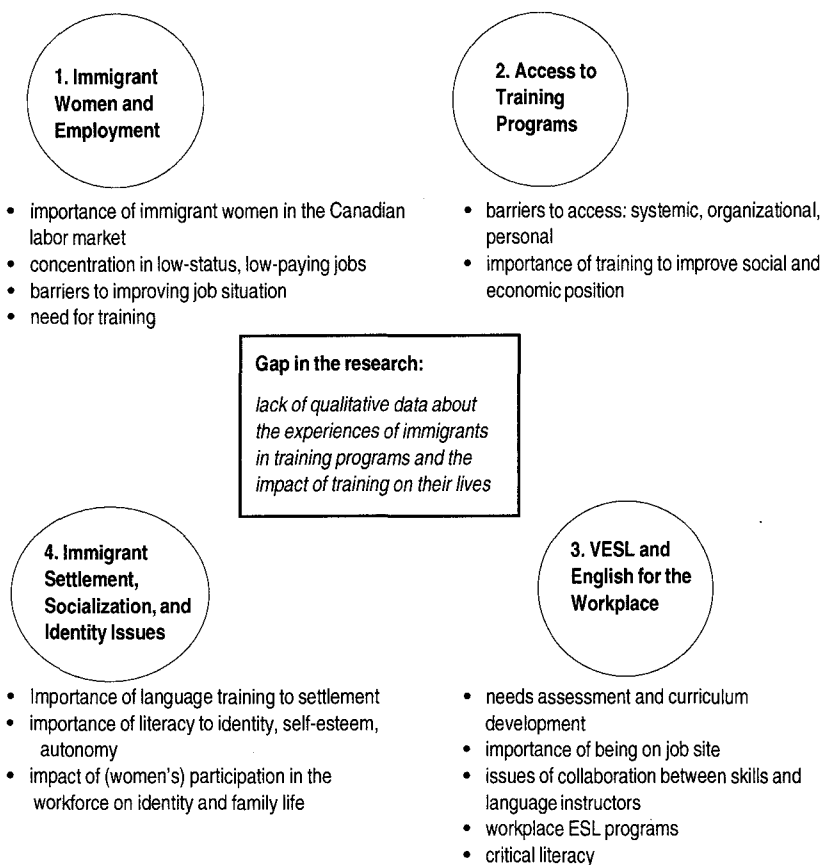 1. Immigrant
Women and
Employment
• importance of immigrant women in the Canadian
labor market
• concentration in low-status, low-paying jobs
• barriers to improving job situation
• need for training
2. Access to
Training
Programs
• barriers to access: systemic, organizational,
personal
• importance of training to improve social and
economic position
Gap in the research:
lack of qualitative data about
the experiences of immigrants
in training programs and the
impact of training on their lives
4. Immigrant
Settlement,
Socialization, and
Identity Issues
• Importance of language training to settlement
• importance of literacy to identity, self-esteem,
autonomy
• impact of (women's) participation in the
workforce on identity and family life
3. VESL and
English for the
Workplace
• needs assessment and curriculum
development
• importance of being on job site
• issues of collaboration between skills and
language instructors
• workplace ESL programs
• critical literacy